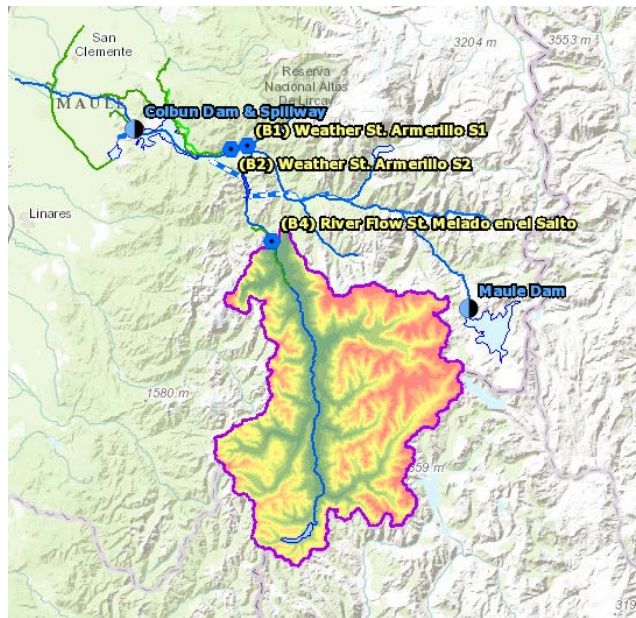 San
Clemente
3204 m
3553 m
Reserva
Nacional Altos
De Lircay
MAULE
Colbun Dam & Spillway
(B1) Weather St. Armerillo S1
(B2) Weather St. Armerillo S2
Linares
(B4) River Flow St. Melado en el Salto
Maule Dam
1580 m
859 m
319